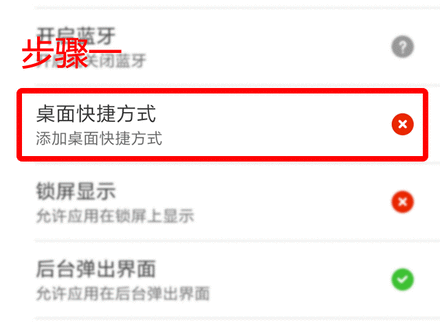 开启蓝牙
步骤一
关闭蓝牙
桌面快捷方式
添加桌面快捷方式
锁屏显示
允许应用在锁屏上显示
后台弹出界面
允许应用在后台弹出界面